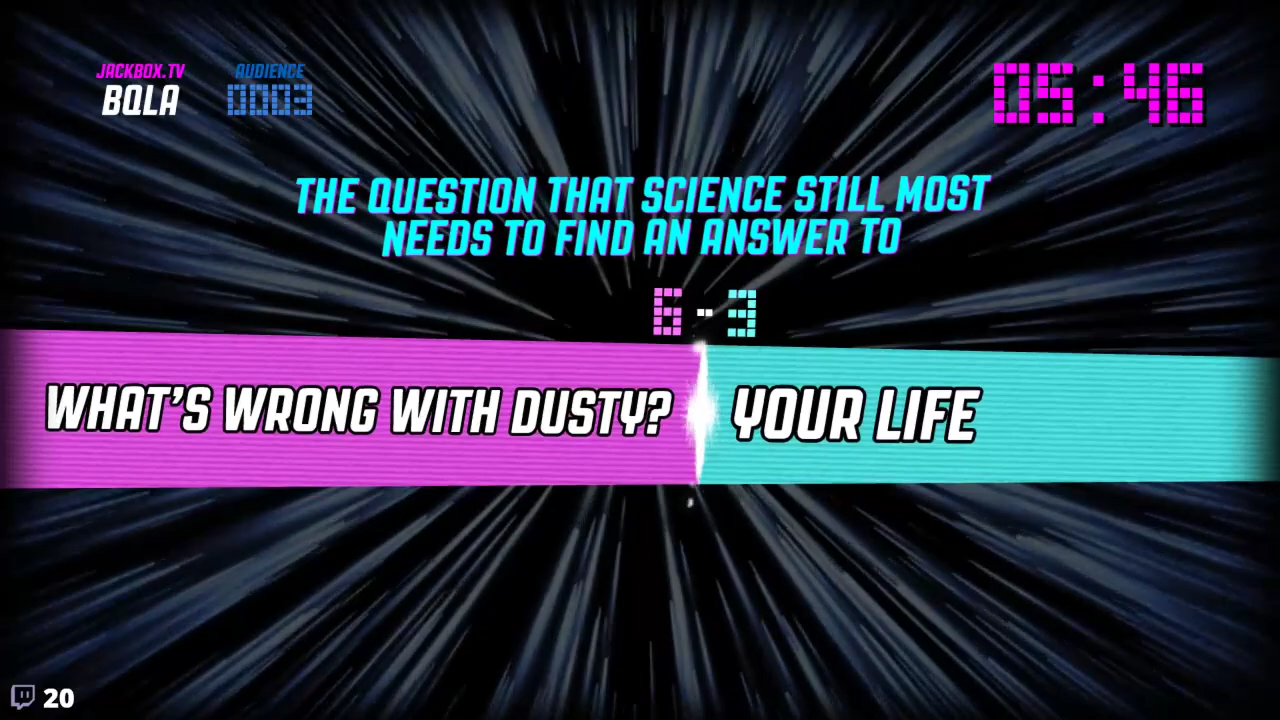 JACKBOX.TV
BQLA
AUDIENCE
0003
05:46
THE QUESTION THAT SCIENCE STILL MOST
NEEDS TO FIND AN ANSWER TO
6-3
WHAT'S WRONG WITH DUSTY?
YOUR LIFE
20